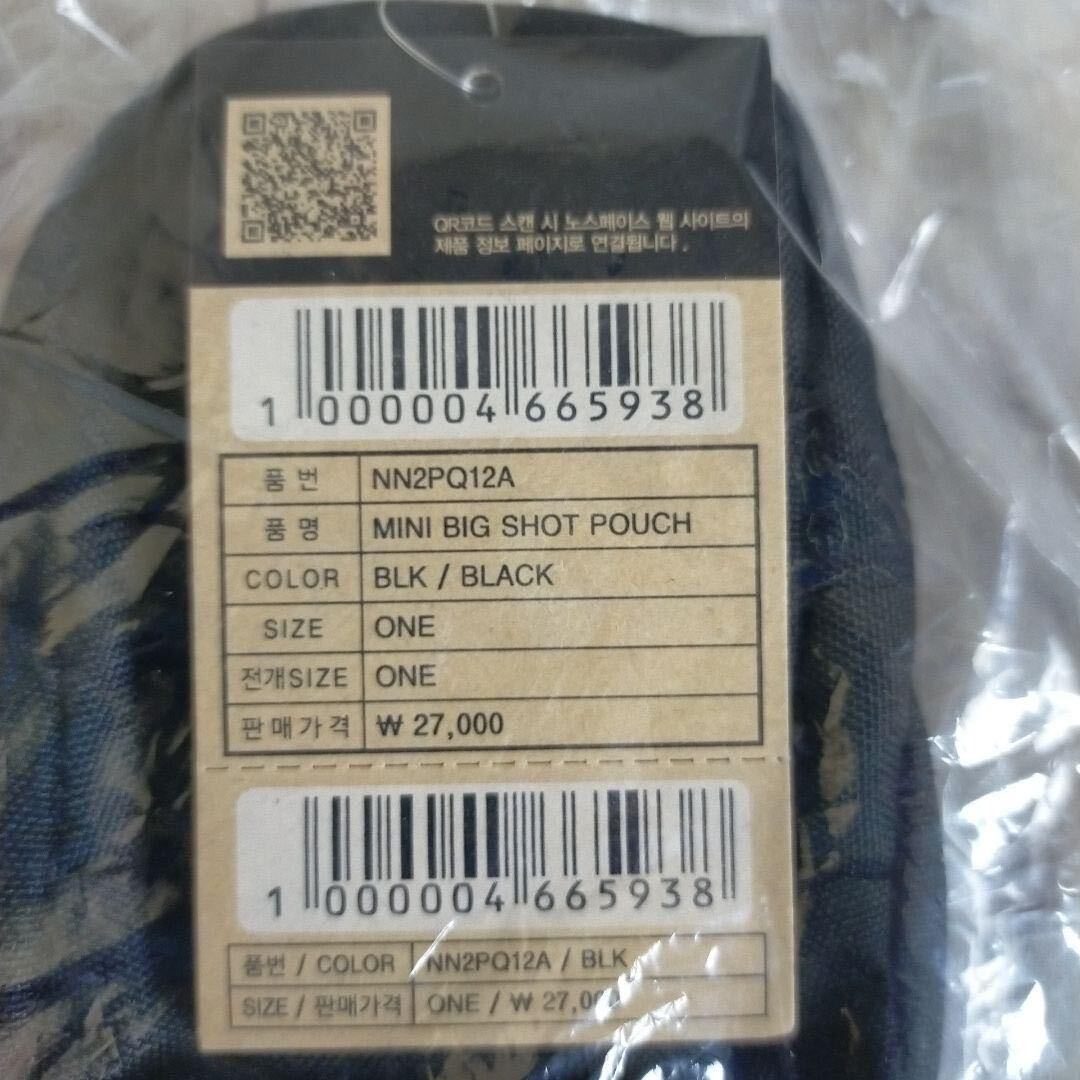 QR코드 스캔 시 노스페이스 웹 사이트의
제품 정보 페이지로 연결됩니다 .
1 000004 665938
품 번 NN2PQ12A
품 명 MINI BIG SHOT POUCH
COLOR BLK / BLACK
SIZE ONE
전개SIZE ONE
판매가격 ₩ 27,000
1 000004 665938
품번 / COLOR NN2PQ12A / BLK
SIZE / 판매가격 ONE / ₩